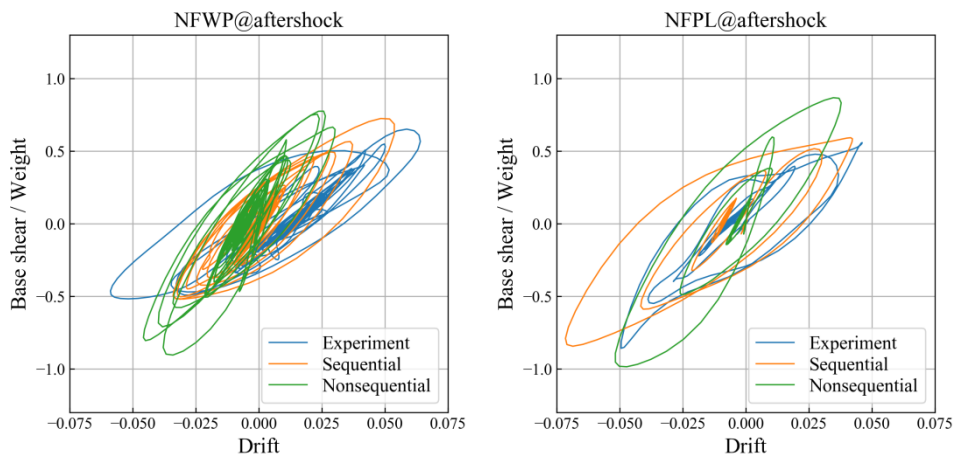 NFWP@aftershock
1.0
0.5
0.0
−0.5
−1.0
Base shear / Weight
Experiment
Sequential
Nonsequential
−0.075 −0.050 −0.025 0.000 0.025 0.050 0.075
Drift
NFPL@aftershock
1.0
0.5
0.0
−0.5
−1.0
Base shear / Weight
Experiment
Sequential
Nonsequential
−0.075 −0.050 −0.025 0.000 0.025 0.050 0.075
Drift